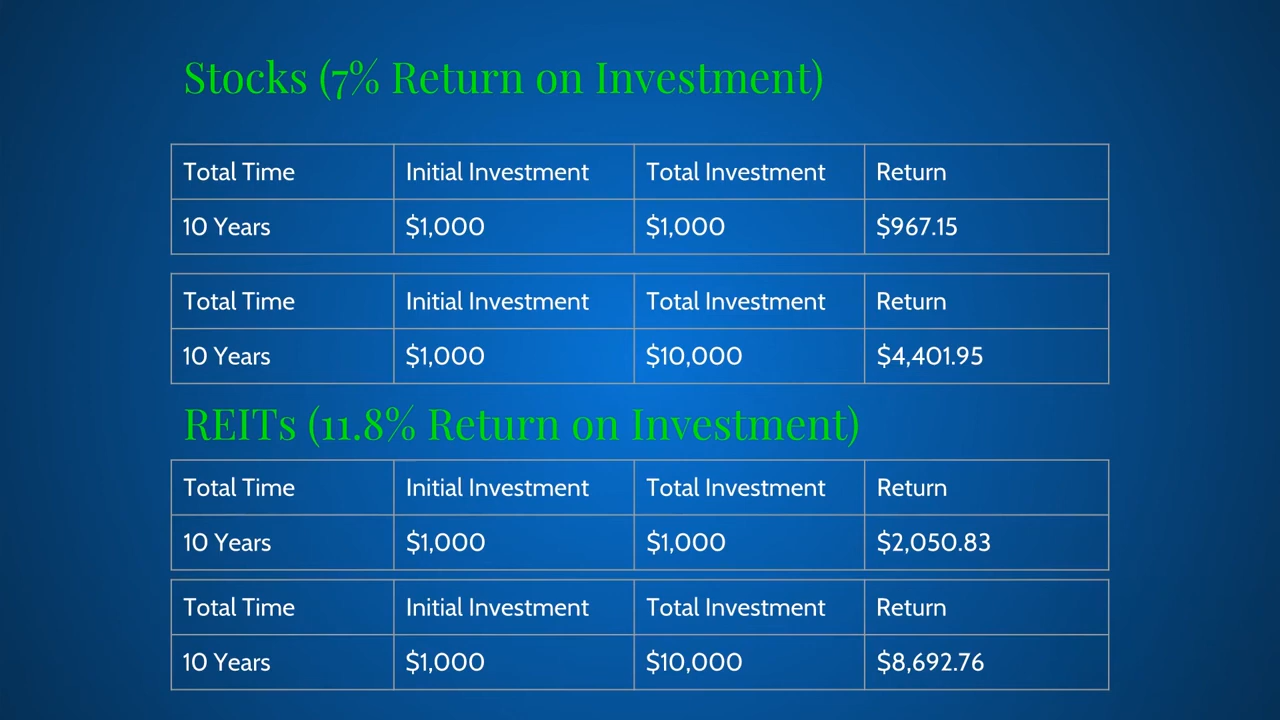 Stocks (7% Return on Investment)
Total Time Initial Investment Total Investment Return
10 Years $1,000 $1,000 $967.15
Total Time Initial Investment Total Investment Return
10 Years $1,000 $10,000 $4,401.95
REITs (11.8% Return on Investment)
Total Time Initial Investment Total Investment Return
10 Years $1,000 $1,000 $2,050.83
Total Time Initial Investment Total Investment Return
10 Years $1,000 $10,000 $8,692.76